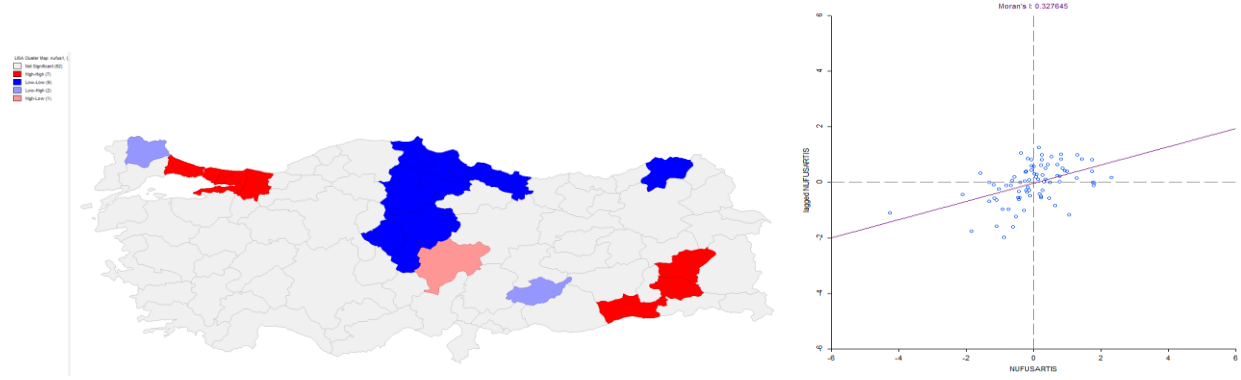 LISA Cluster Map: nufus1, (
Not Significant (62)
High-High (7)
Low-Low (9)
Low-High (2)
High-Low (1)
Moran's I: 0.327645
6
4
2
0
-2
-4
-6
lagged NUFUSARTIS
-6
-4
-2
0
2
4
6
NUFUSARTIS